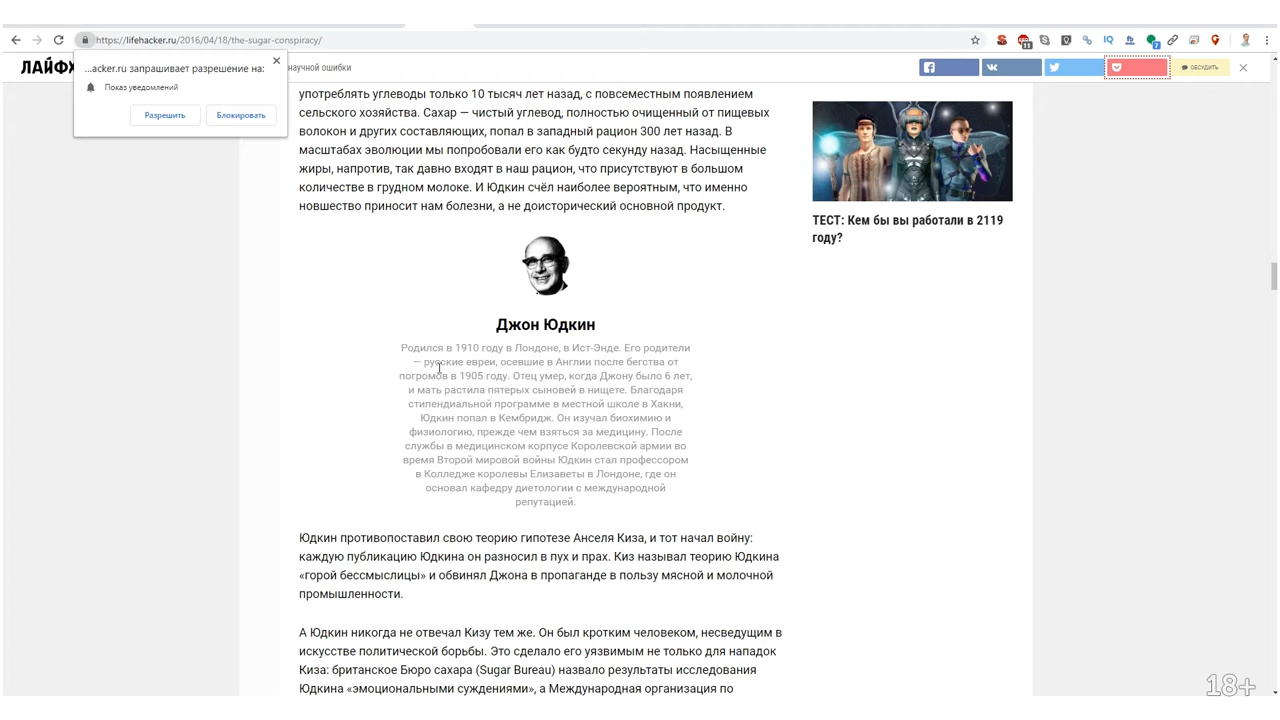 https://lifehacker.ru/2016/04/18/the-sugar-conspiracy/
11
IQ
fb
7
ЛАЙФХ
научной ошибки
ОБСУДИТЬ
...acker.ru запрашивает разрешение на:
Показ уведомлений
Разрешить
Блокировать
употреблять углеводы только 10 тысяч лет назад, с повсеместным появлением
сельского хозяйства. Сахар — чистый углевод, полностью очищенный от пищевых
волокон и других составляющих, попал в западный рацион 300 лет назад. В
масштабах эволюции мы попробовали его как будто секунду назад. Насыщенные
жиры, напротив, так давно входят в наш рацион, что присутствуют в большом
количестве в грудном молоке. И Юдкин счёл наиболее вероятным, что именно
новшество приносит нам болезни, а не доисторический основной продукт.
ТЕСТ: Кем бы вы работали в 2119
году?
Джон Юдкин
Родился в 1910 году в Лондоне, в Ист-Энде. Его родители
— русские евреи, осевшие в Англии после бегства от
погромов в 1905 году. Отец умер, когда Джону было 6 лет,
и мать растила пятерых сыновей в нищете. Благодаря
стипендиальной программе в местной школе в Хакни,
Юдкин попал в Кембридж. Он изучал биохимию и
физиологию, прежде чем взяться за медицину. После
службы в медицинском корпусе Королевской армии во
время Второй мировой войны Юдкин стал профессором
в Колледже королевы Елизаветы в Лондоне, где он
основал кафедру диетологии с международной
репутацией.
Юдкин противопоставил свою теорию гипотезе Анселя Киза, и тот начал войну:
каждую публикацию Юдкина он разносил в пух и прах. Киз называл теорию Юдкина
«горой бессмыслицы» и обвинял Джона в пропаганде в пользу мясной и молочной
промышленности.
А Юдкин никогда не отвечал Кизу тем же. Он был кротким человеком, несведущим в
искусстве политической борьбы. Это сделало его уязвимым не только для нападок
Киза: британское Бюро сахара (Sugar Bureau) назвало результаты исследования
Юдкина «эмоциональными суждениями», а Международная организация по
18+